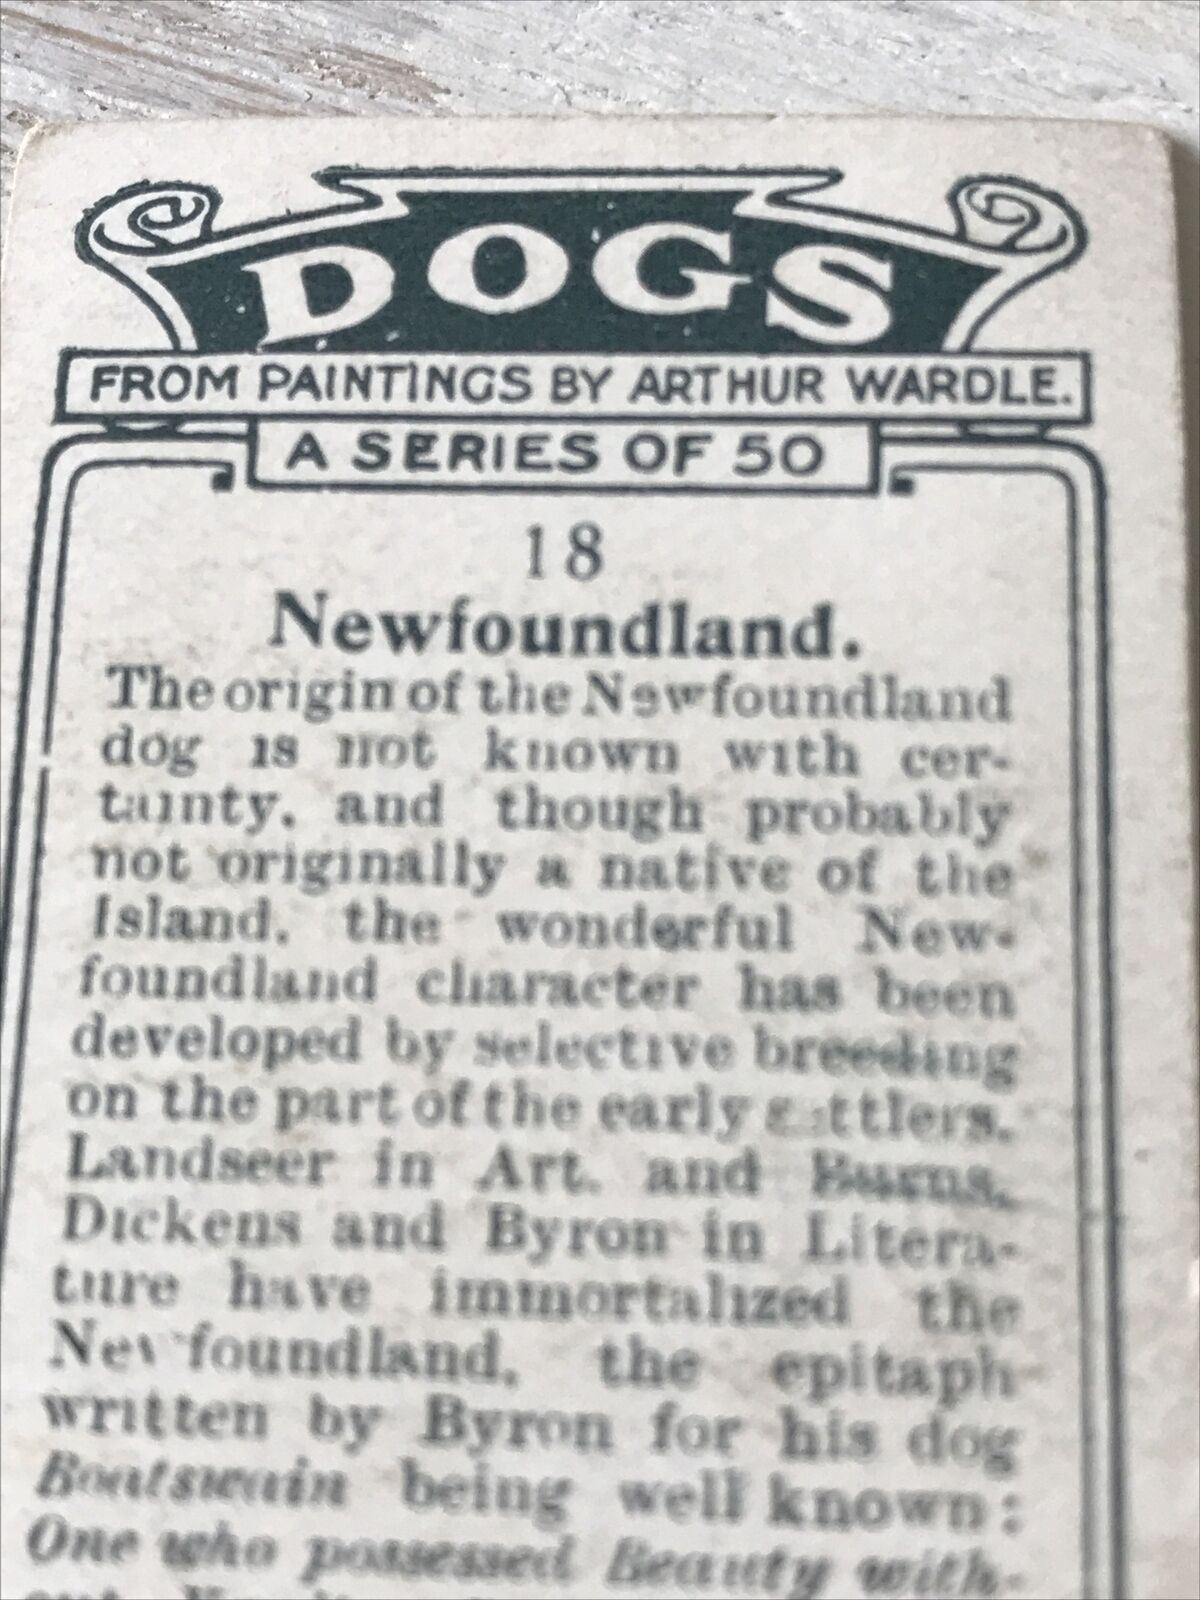 DOGS
FROM PAINTINGS BY ARTHUR WARDLE.
A SERIES OF 50
18
Newfoundland.
The origin of the Newfoundland
dog is not known with cer-
tainty, and though probably
not originally a native of the
Island, the wonderful New-
foundland character has been
developed by selective breeding
on the part of the early settlers.
Landseer in Art, and Burns,
Dickens and Byron in Litera-
ture have immortalized the
Newfoundland, the epitaph
written by Byron for his dog
Boatswain being well known:
One who possessed Beauty with-